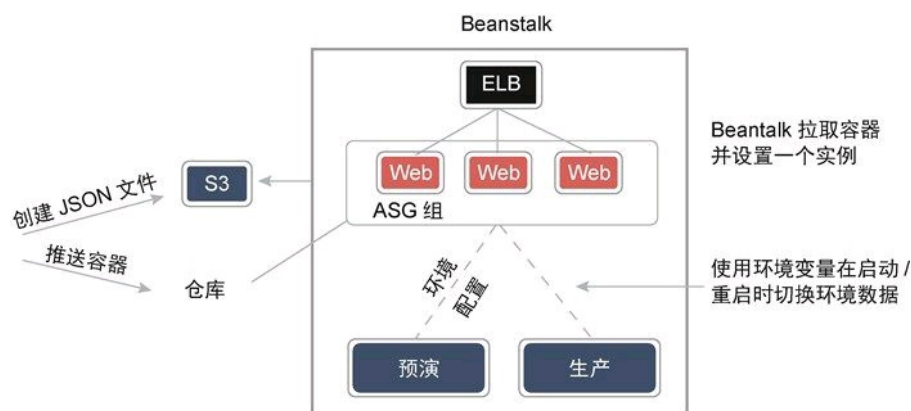 Beanstalk
ELB
Web
Web
Web
ASG 组
S3
创建 JSON 文件
推送容器
仓库
Beantalk 拉取容器
并设置一个实例
环境
配置
使用环境变量在启动 /
重启时切换环境数据
预演
生产